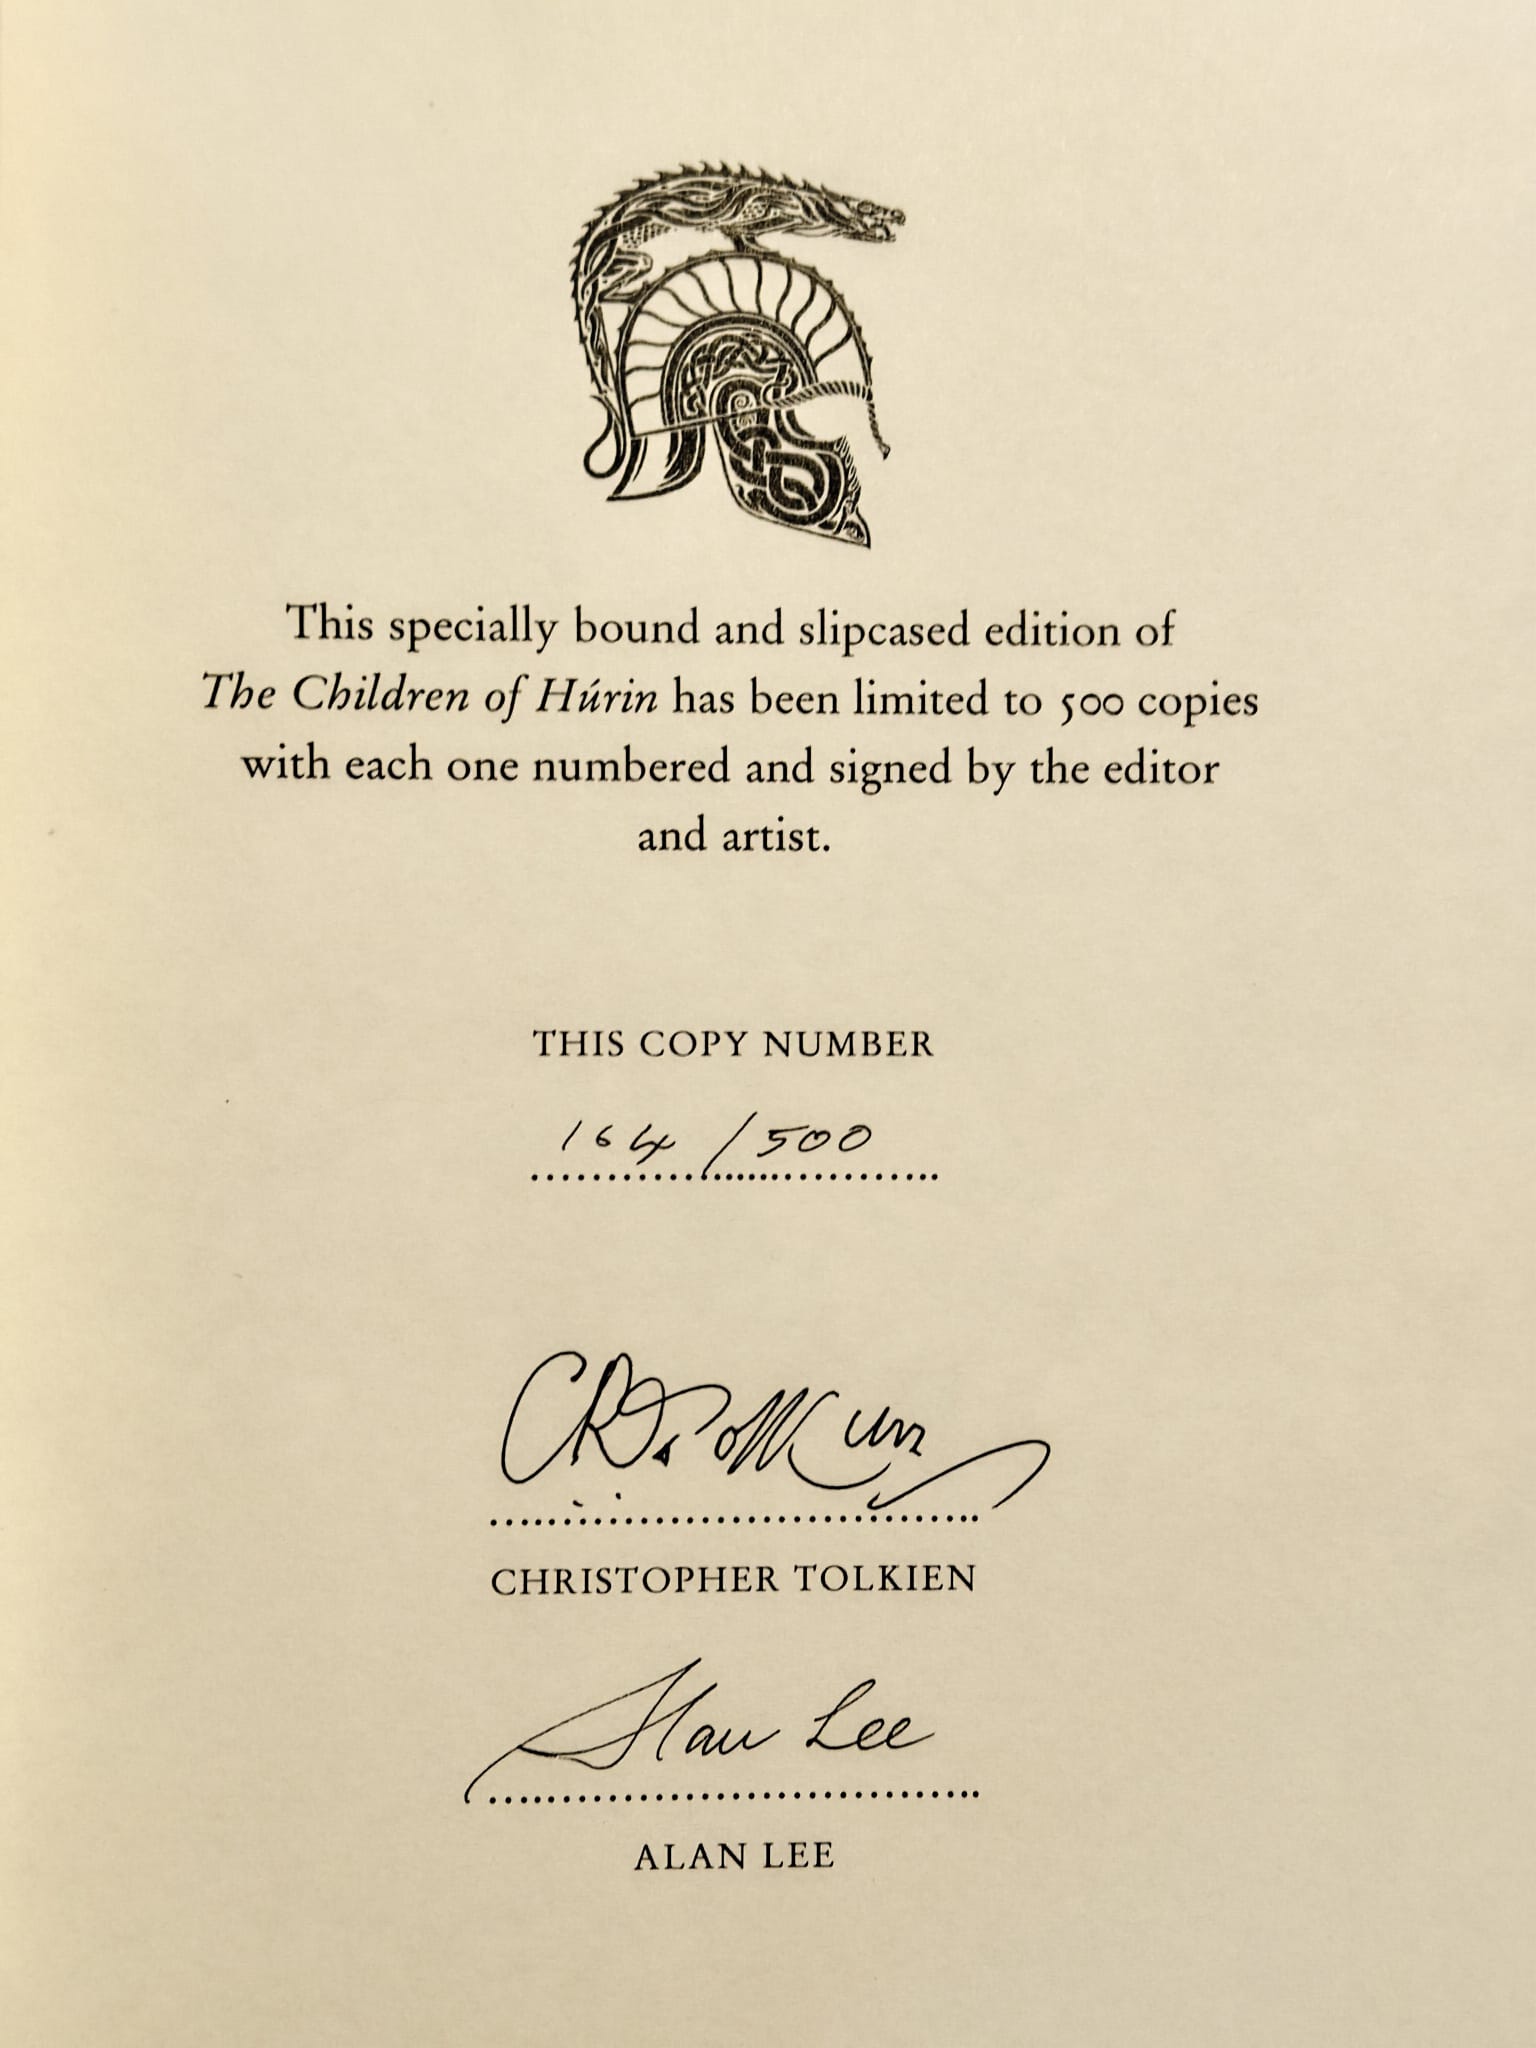 This specially bound and slipcased edition of
The Children of Húrin has been limited to 500 copies
with each one numbered and signed by the editor
and artist.
THIS COPY NUMBER
164 / 500
CR Tolkien
CHRISTOPHER TOLKIEN
Alan Lee
ALAN LEE